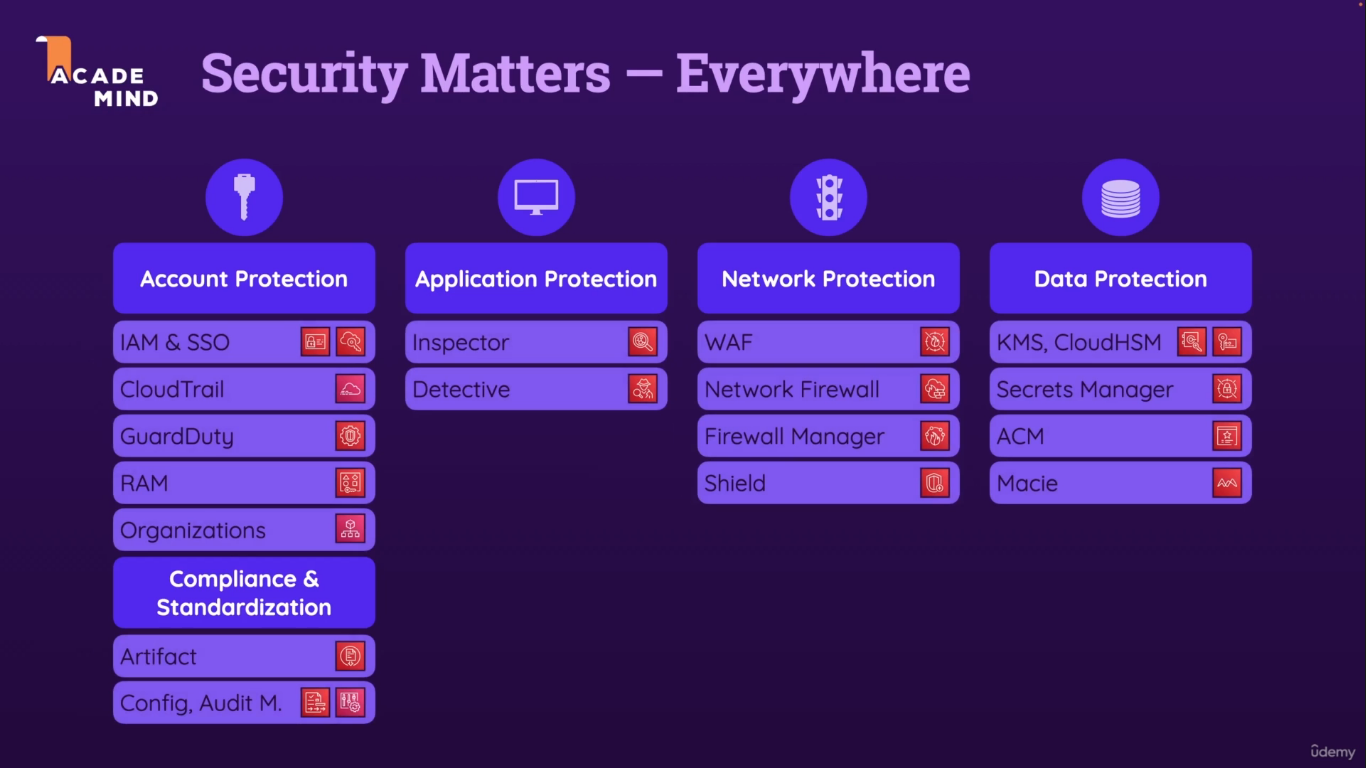 ACADE
MIND
Security Matters — Everywhere
Account Protection
IAM & SSO
CloudTrail
GuardDuty
RAM
Organizations
Compliance &
Standardization
Artifact
Config, Audit M.
Application Protection
Inspector
Detective
Network Protection
WAF
Network Firewall
Firewall Manager
Shield
Data Protection
KMS, CloudHSM
Secrets Manager
ACM
Macie
ûdemy